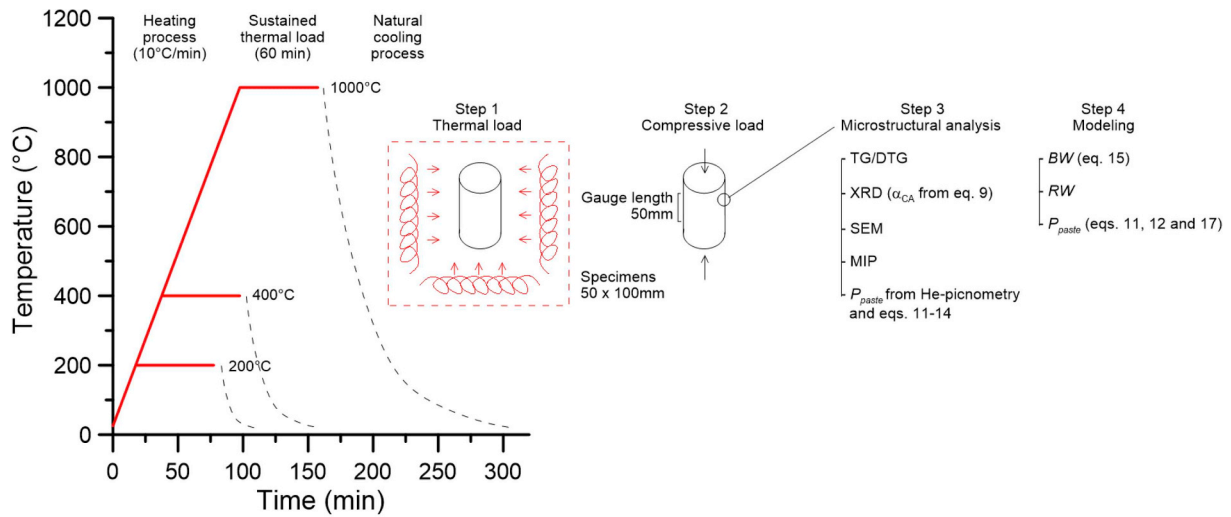 Heating
process
(10°C/min)
Sustained
thermal load
(60 min)
Natural
cooling
process
Temperature (°C)
1200
1000
800
600
400
200
0
1000°C
400°C
200°C
0
50
100
150
200
250
300
Time (min)
Step 1
Thermal load
Specimens
50 x 100mm
Step 2
Compressive load
Gauge length
50mm
Step 3
Microstructural analysis
TG/DTG
XRD (αCA from eq. 9)
SEM
MIP
Ppaste from He-picnometry
and eqs. 11-14
Step 4
Modeling
BW (eq. 15)
RW
Ppaste (eqs. 11, 12 and 17)